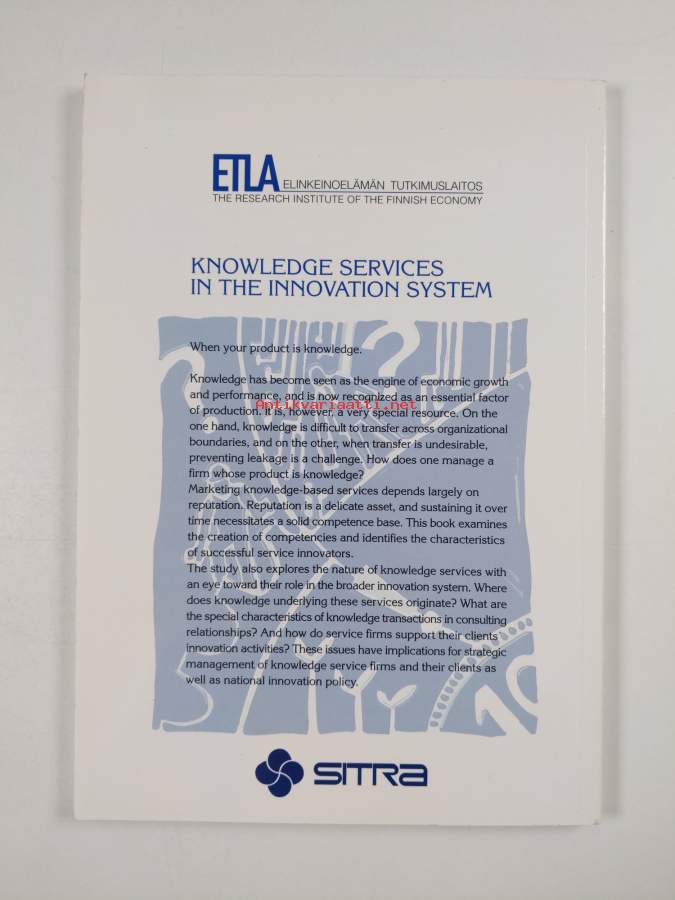 ETLA ELINKEINOELÄMÄN TUTKIMUSLAITOS
THE RESEARCH INSTITUTE OF THE FINNISH ECONOMY
KNOWLEDGE SERVICES
IN THE INNOVATION SYSTEM
When your product is knowledge.
Knowledge has become seen as the engine of economic growth
and performance, and is now recognized as an essential factor
Antikvariaatti.net
of production. It is, however, a very special resource. On the
one hand, knowledge is difficult to transfer across organizational
boundaries, and on the other, when transfer is undesirable,
preventing leakage is a challenge. How does one manage a
firm whose product is knowledge?
Marketing knowledge-based services depends largely on
reputation. Reputation is a delicate asset, and sustaining it over
time necessitates a solid competence base. This book examines
the creation of competencies and identifies the characteristics
of successful service innovators.
The study also explores the nature of knowledge services with
an eye toward their role in the broader innovation system. Where
does knowledge underlying these services originate? What are
the special characteristics of knowledge transactions in consulting
relationships? And how do service firms support their clients'
innovation activities? These issues have implications for strategic
management of knowledge service firms and their clients as
well as national innovation policy.
SITRA